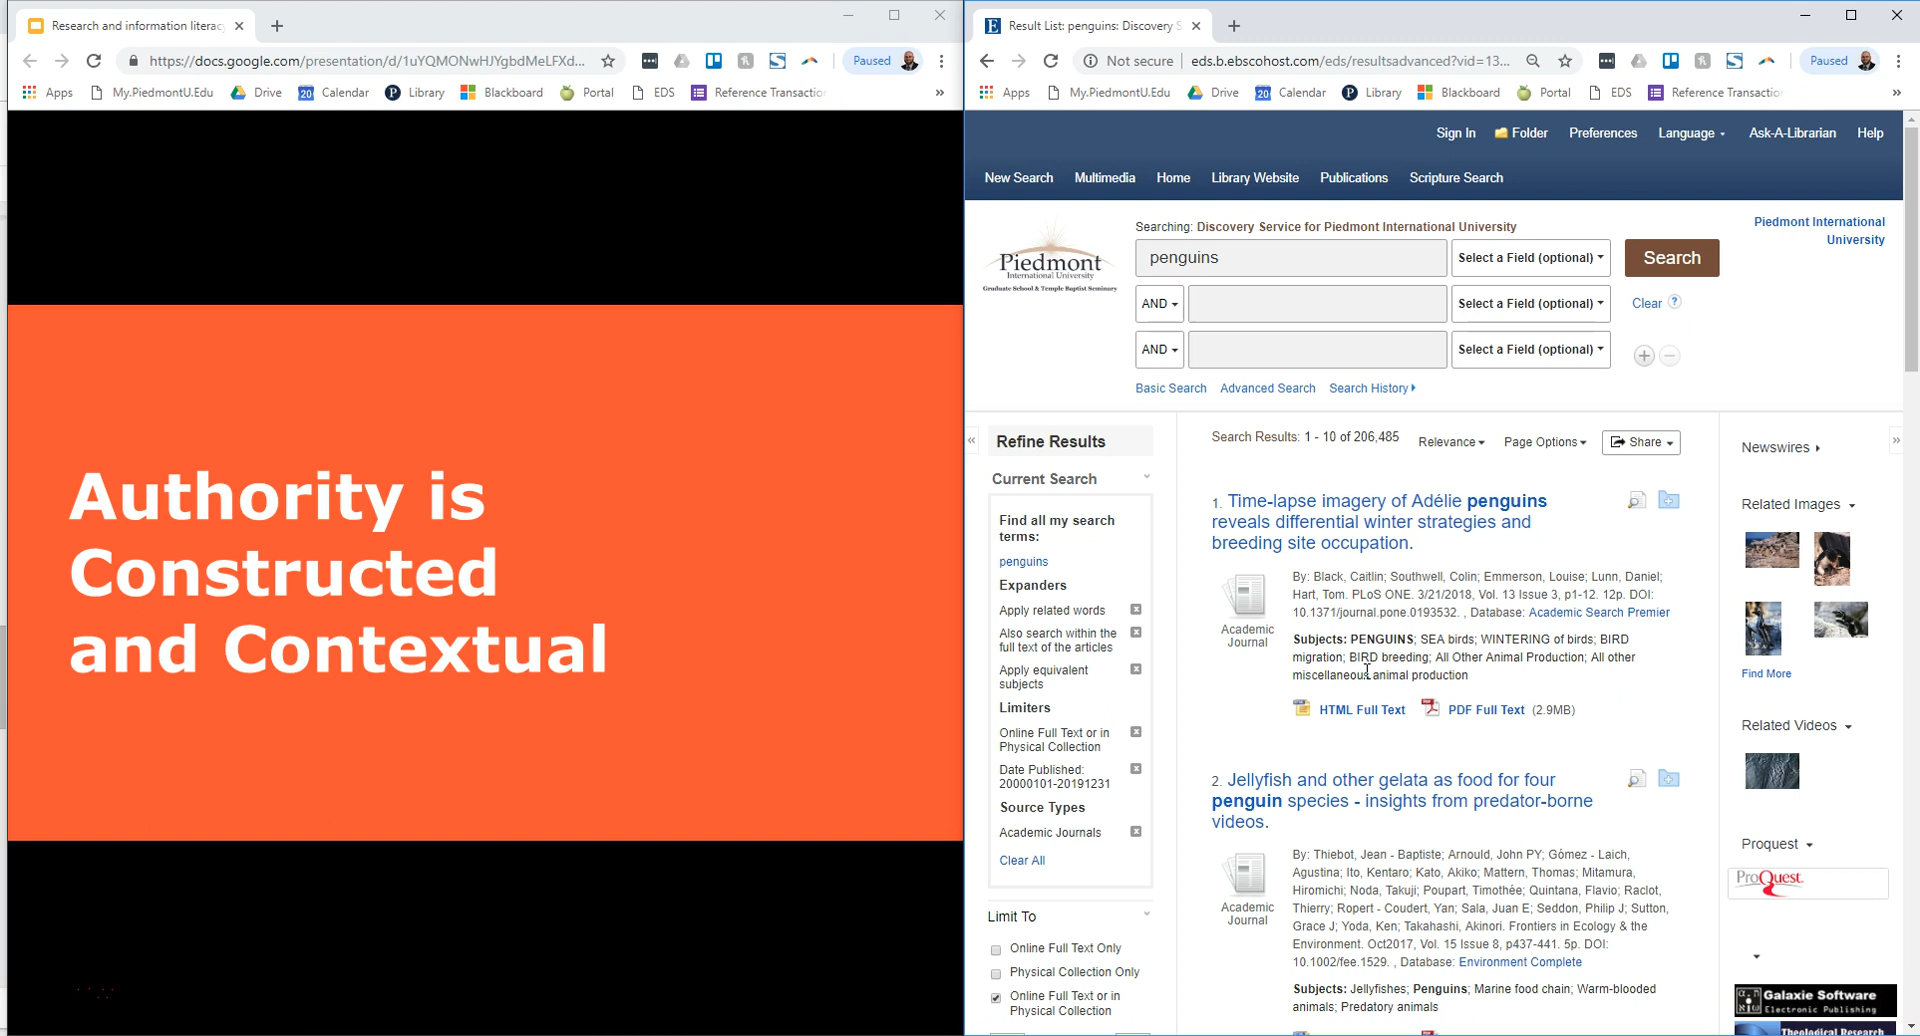 Research and information literac
https://docs.google.com/presentation/d/1uYQMONwHJYgbdMeLFXd...
Paused
Apps My.PiedmontU.Edu Drive Calendar Library Blackboard Portal EDS Reference Transactio
»
Authority is
Constructed
and Contextual
Result List: penguins: Discovery S
Not secure eds.b.ebscohost.com/eds/resultsadvanced?vid=13...
Paused
Apps My.PiedmontU.Edu Drive Calendar Library Blackboard Portal EDS Reference Transactio
»
Sign In Folder Preferences Language Ask-A-Librarian Help
New Search Multimedia Home Library Website Publications Scripture Search
Piedmont
International University
Graduate School & Temple Baptist Seminary
Searching: Discovery Service for Piedmont International University
penguins Select a Field (optional) Search
AND Select a Field (optional) Clear ?
AND Select a Field (optional)
Basic Search Advanced Search Search History
Piedmont International
University
«
Refine Results
Current Search
Find all my search
terms:
penguins
Expanders
Apply related words
Also search within the
full text of the articles
Apply equivalent
subjects
Limiters
Online Full Text or in
Physical Collection
Date Published:
20000101-20191231
Source Types
Academic Journals
Clear All
Limit To
Online Full Text Only
Physical Collection Only
Online Full Text or in
Physical Collection
Search Results: 1 - 10 of 206,485 Relevance Page Options Share
1. Time-lapse imagery of Adélie penguins
reveals differential winter strategies and
breeding site occupation.
Academic
Journal
By: Black, Caitlin; Southwell, Colin; Emmerson, Louise; Lunn, Daniel;
Hart, Tom. PLoS ONE. 3/21/2018, Vol. 13 Issue 3, p1-12. 12p. DOI:
10.1371/journal.pone.0193532. , Database: Academic Search Premier
Subjects: PENGUINS; SEA birds; WINTERING of birds; BIRD
migration; BIRD breeding; All Other Animal Production; All other
miscellaneous animal production
HTML Full Text PDF Full Text (2.9MB)
2. Jellyfish and other gelata as food for four
penguin species - insights from predator-borne
videos.
Academic
Journal
By: Thiebot, Jean - Baptiste; Arnould, John PY; Gómez - Laich,
Agustina; Ito, Kentaro; Kato, Akiko; Mattern, Thomas; Mitamura,
Hiromichi; Noda, Takuji; Poupart, Timothée; Quintana, Flavio; Raclot,
Thierry; Ropert - Coudert, Yan; Sala, Juan E; Seddon, Philip J; Sutton,
Grace J; Yoda, Ken; Takahashi, Akinori. Frontiers in Ecology & the
Environment. Oct2017, Vol. 15 Issue 8, p437-441. 5p. DOI:
10.1002/fee.1529. , Database: Environment Complete
Subjects: Jellyfishes; Penguins; Marine food chain; Warm-blooded
animals; Predatory animals
»
Newswires
Related Images
Find More
Related Videos
Proquest
ProQuest
Galaxie Software
Electronic Publishing
Theological Research